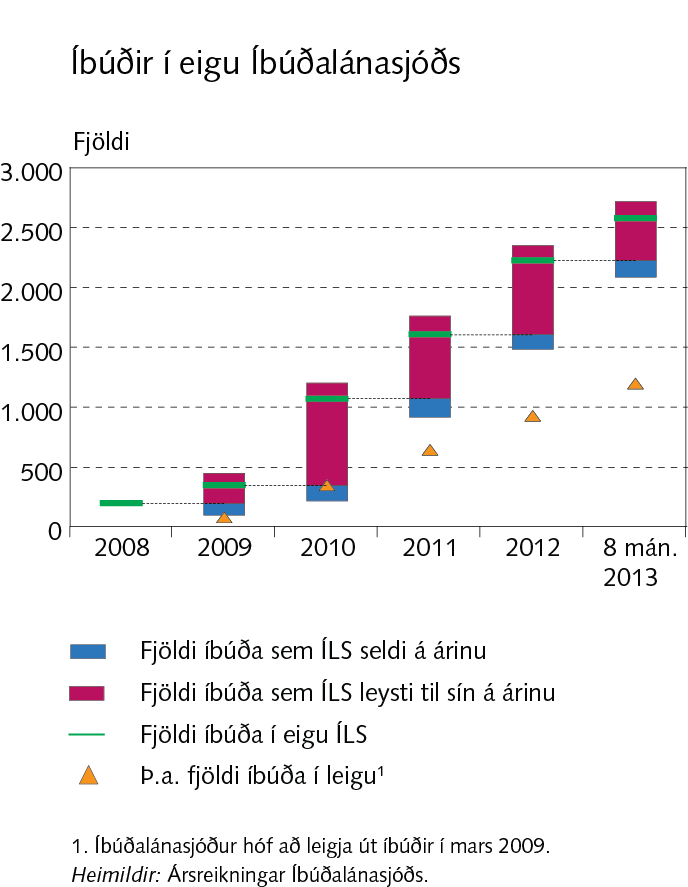 Íbúðir í eigu Íbúðalánasjóðs
Fjöldi
3.000
2.500
2.000
1.500
1.000
500
0
2008 2009 2010 2011 2012 8 mán.
2013
Fjöldi íbúða sem ÍLS seldi á árinu
Fjöldi íbúða sem ÍLS leysti til sín á árinu
Fjöldi íbúða í eigu ÍLS
Þ.a. fjöldi íbúða í leigu¹
1. Íbúðalánasjóður hóf að leigja út íbúðir í mars 2009.
Heimildir: Ársreikningar Íbúðalánasjóðs.